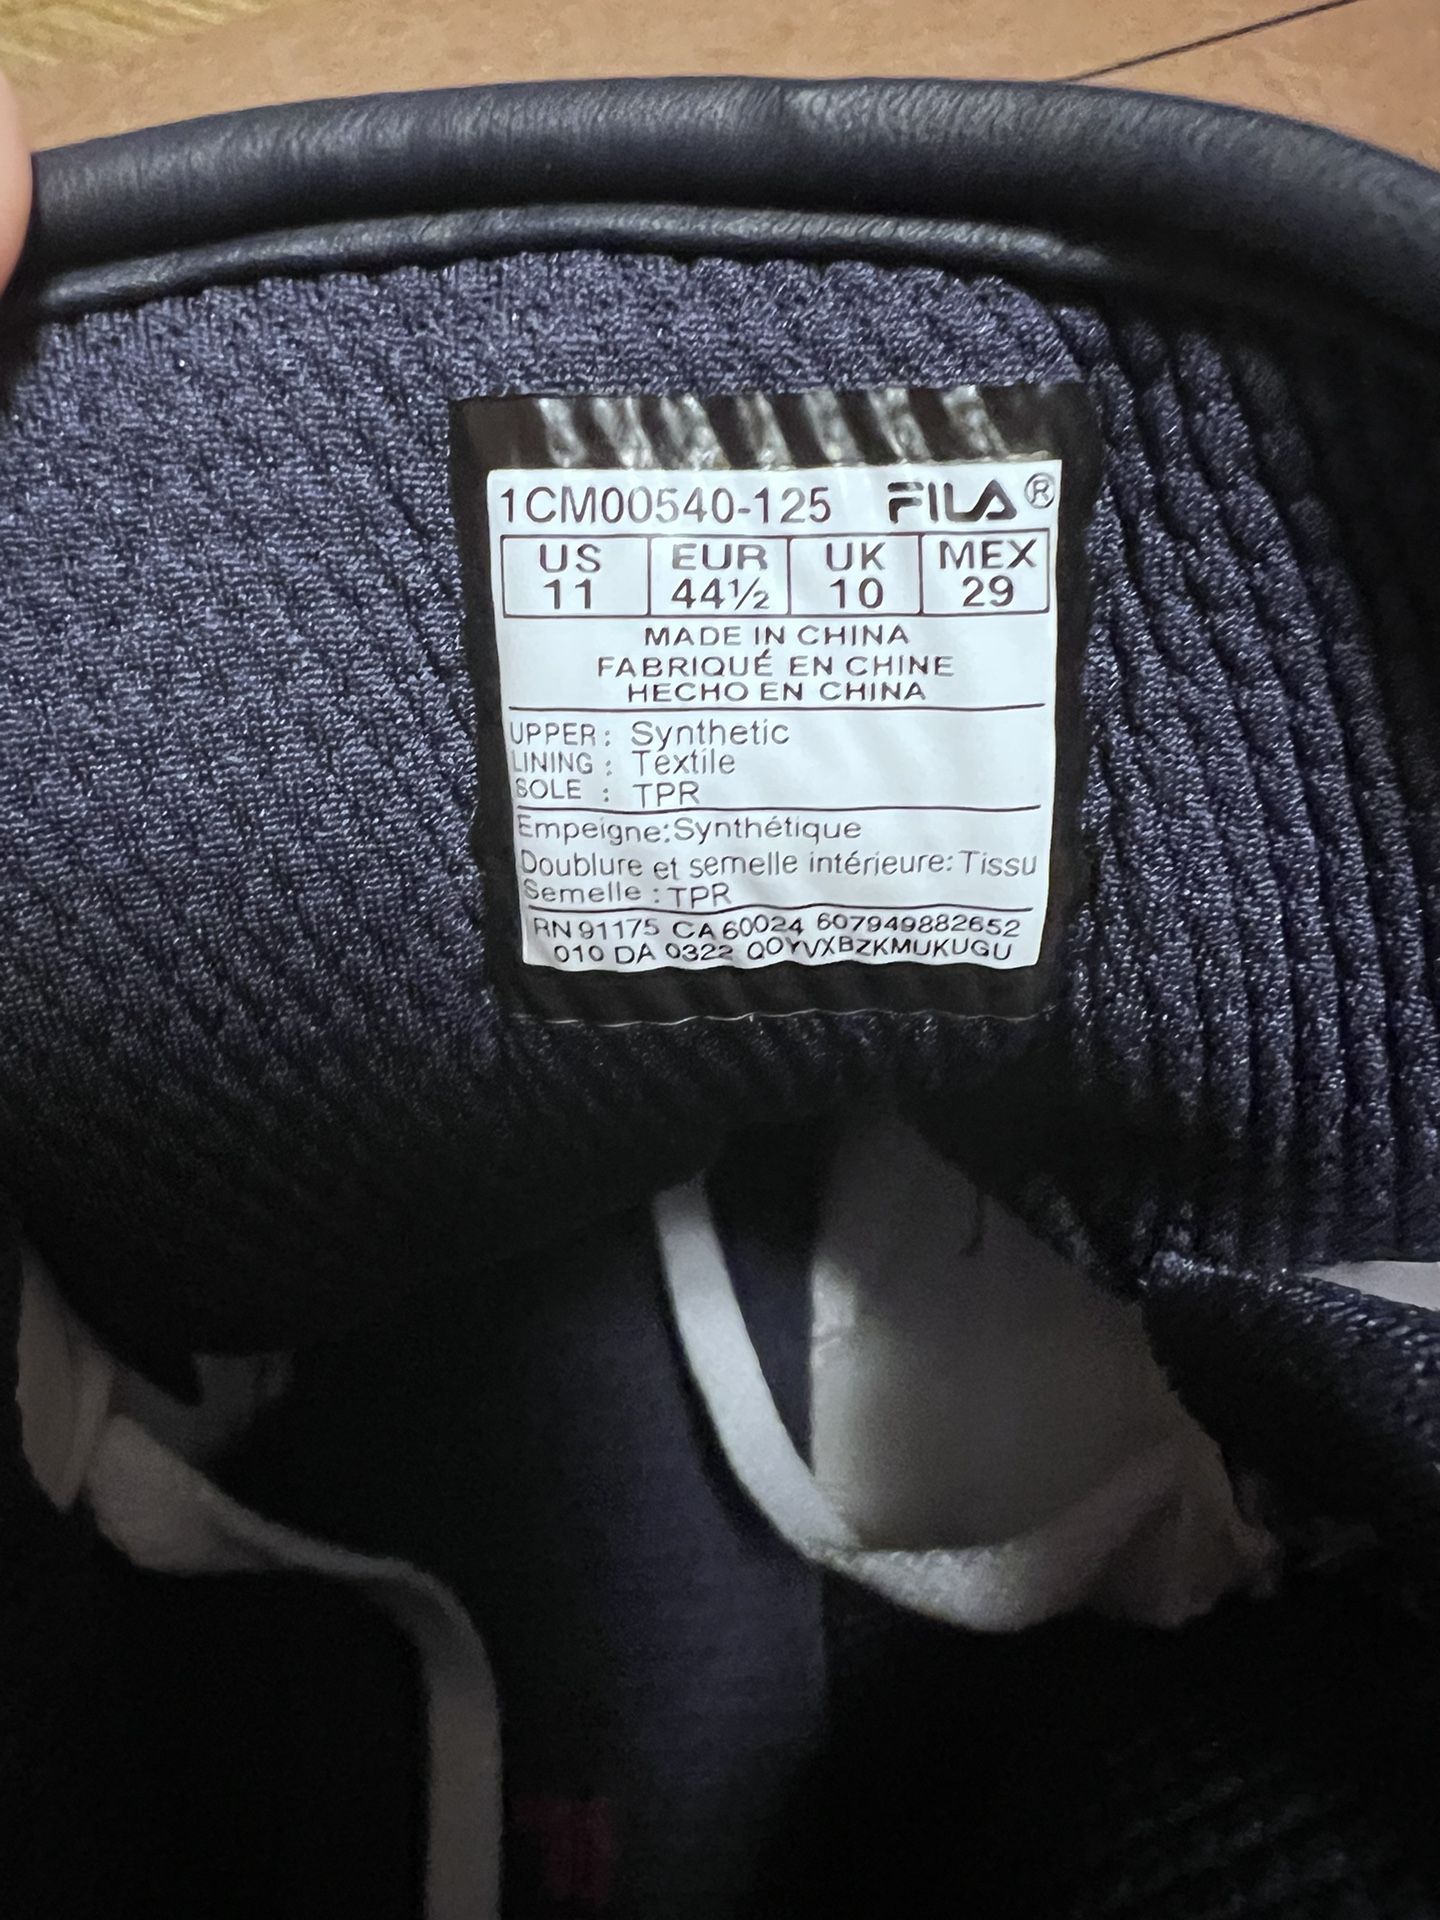 1CM00540-125 FILA®
US EUR UK MEX
11 44½ 10 29
MADE IN CHINA
FABRIQUÉ EN CHINE
HECHO EN CHINA
UPPER : Synthetic
LINING : Textile
SOLE : TPR
Empeigne:Synthétique
Doublure et semelle intérieure:Tissu
Semelle : TPR
RN 91175 CA 60024 607949882652
010 DA 0322 QOYVXBZKMUKUGU